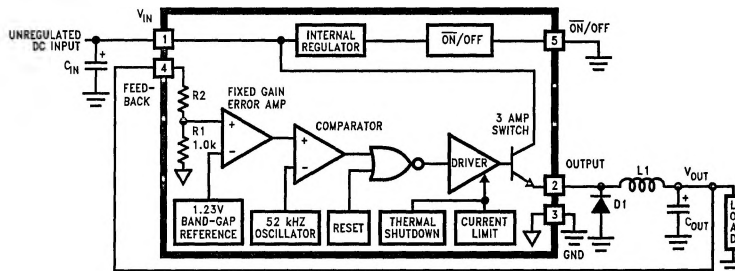 V_IN
UNREGULATED
DC INPUT
+
C_IN
1
4
FEED-
BACK
INTERNAL
REGULATOR
O̅N̅/OFF
5
O̅N̅/OFF
R2
R1
1.0k
FIXED GAIN
ERROR AMP
+
−
COMPARATOR
+
−
DRIVER
3 AMP
SWITCH
OUTPUT
2
3
GND
L1
V_OUT
D1
+
C_OUT
LOAD
1.23V
BAND-GAP
REFERENCE
52 kHZ
OSCILLATOR
RESET
THERMAL
SHUTDOWN
CURRENT
LIMIT